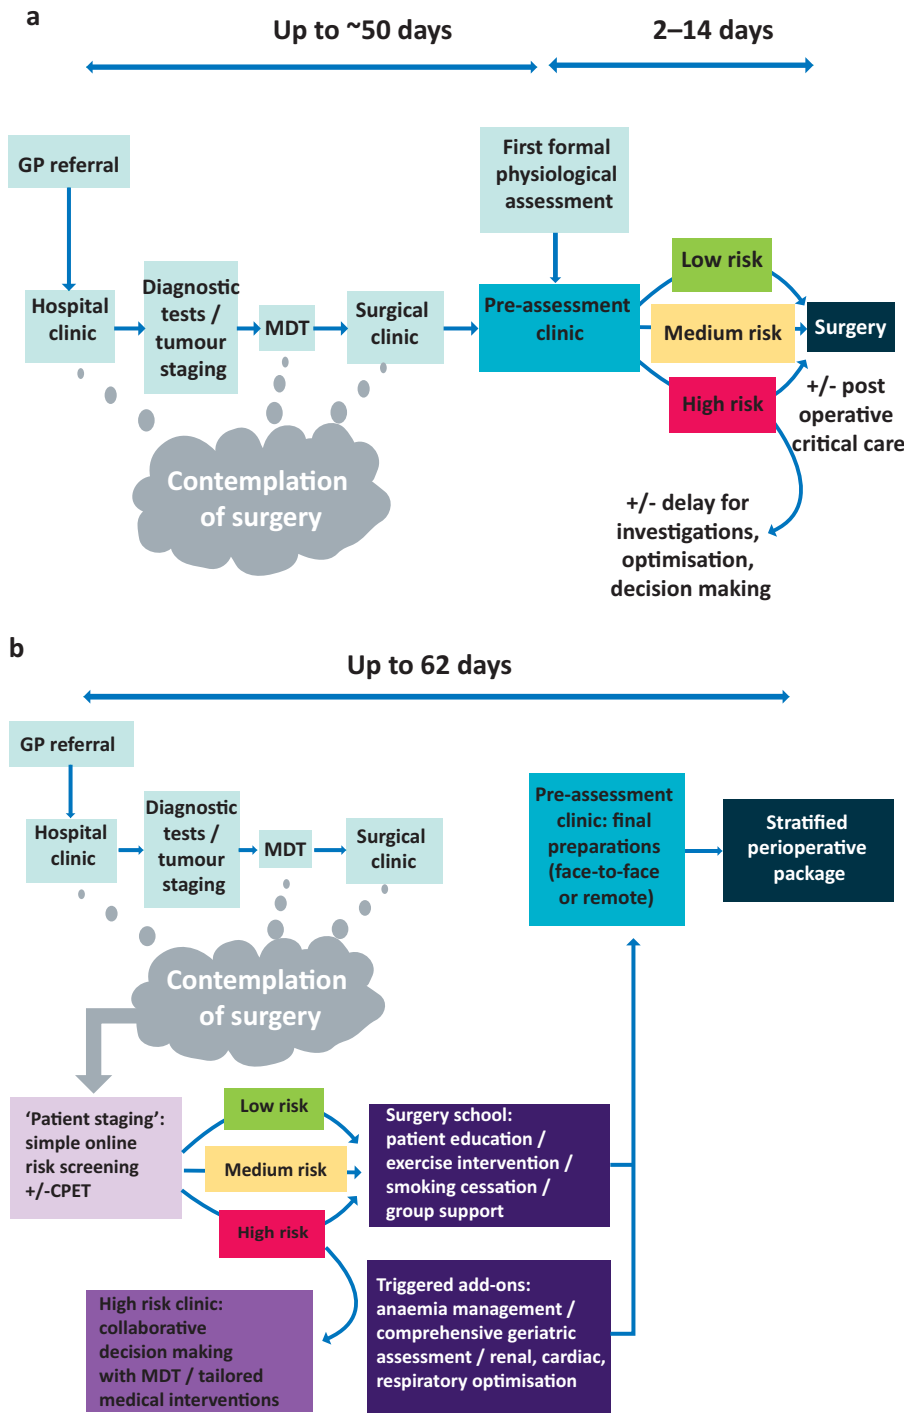 a
Up to ~50 days
2–14 days
GP referral
First formal
physiological
assessment
Hospital
clinic
Diagnostic
tests /
tumour
staging
MDT
Surgical
clinic
Pre-assessment
clinic
Low risk
Medium risk
High risk
Surgery
+/- post
operative
critical care
Contemplation
of surgery
+/- delay for
investigations,
optimisation,
decision making
b
Up to 62 days
GP referral
Hospital
clinic
Diagnostic
tests /
tumour
staging
MDT
Surgical
clinic
Pre-assessment
clinic: final
preparations
(face-to-face
or remote)
Stratified
perioperative
package
Contemplation
of surgery
'Patient staging':
simple online
risk screening
+/-CPET
Low risk
Medium risk
High risk
Surgery school:
patient education /
exercise intervention /
smoking cessation /
group support
High risk clinic:
collaborative
decision making
with MDT / tailored
medical interventions
Triggered add-ons:
anaemia management /
comprehensive geriatric
assessment / renal, cardiac,
respiratory optimisation